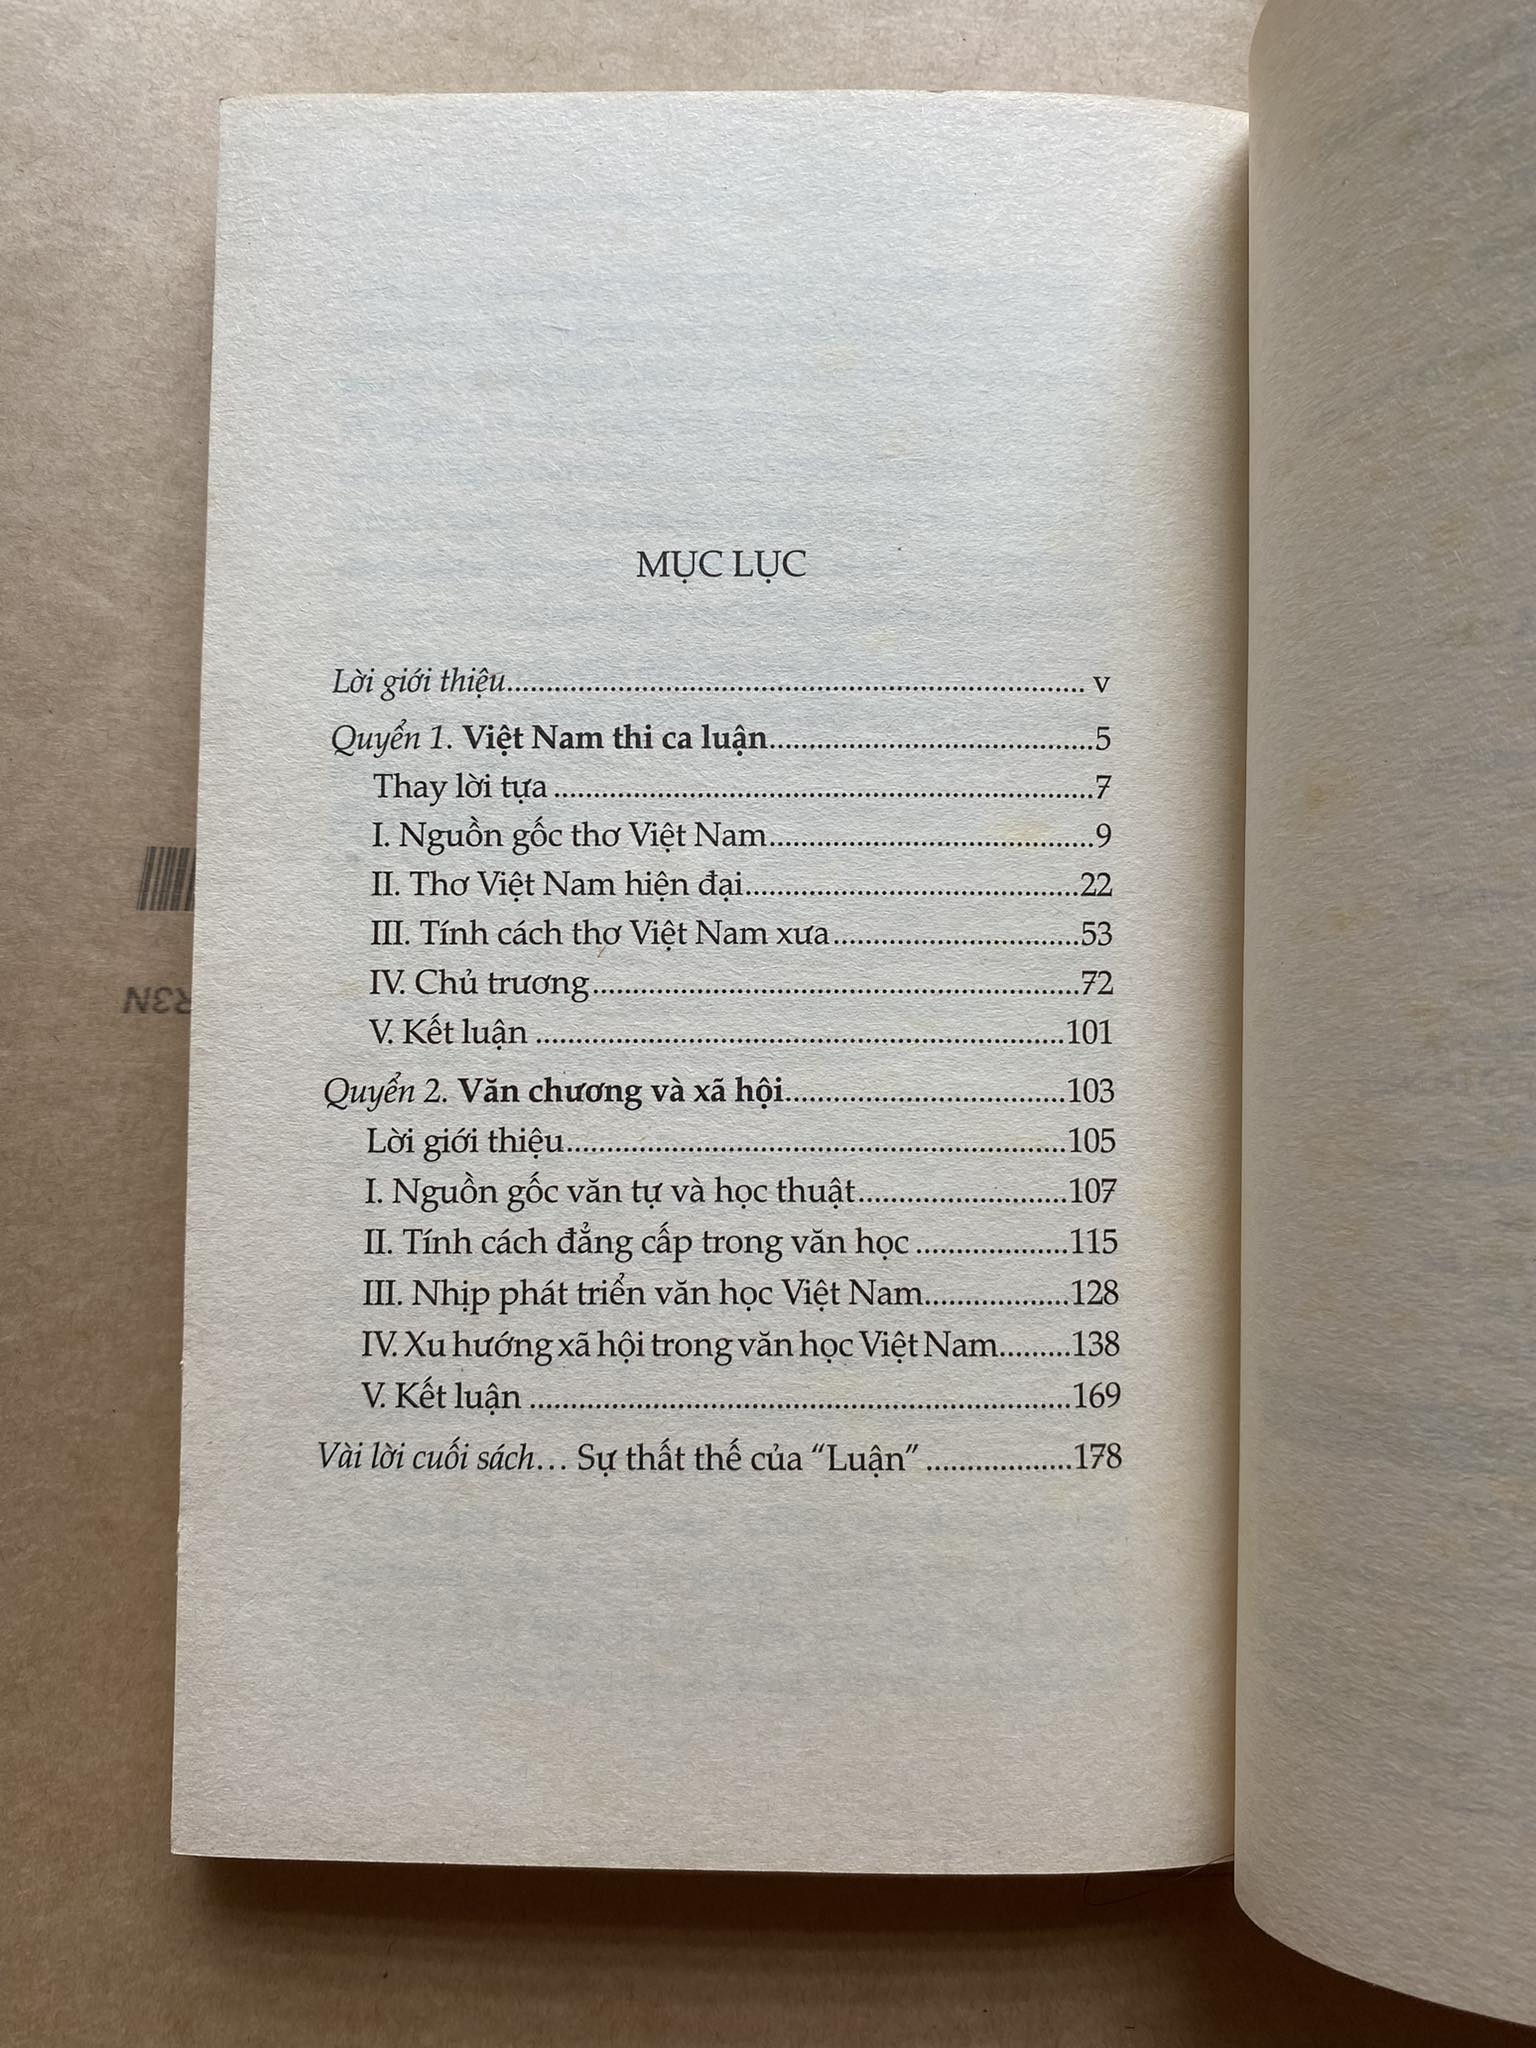 MỤC LỤC
Lời giới thiệu........................................................................ v
Quyển 1. Việt Nam thi ca luận........................................5
Thay lời tựa ...................................................................7
I. Nguồn gốc thơ Việt Nam........................................9
II. Thơ Việt Nam hiện đại.........................................22
III. Tính cách thơ Việt Nam xưa..............................53
IV. Chủ trương............................................................72
V. Kết luận .................................................................101
Quyển 2. Văn chương và xã hội...................................103
Lời giới thiệu..............................................................105
I. Nguồn gốc văn tự và học thuật..........................107
II. Tính cách đẳng cấp trong văn học ...................115
III. Nhịp phát triển văn học Việt Nam..................128
IV. Xu hướng xã hội trong văn học Việt Nam.........138
V. Kết luận ..................................................................169
Vài lời cuối sách… Sự thất thế của “Luận” ..................178
R3N